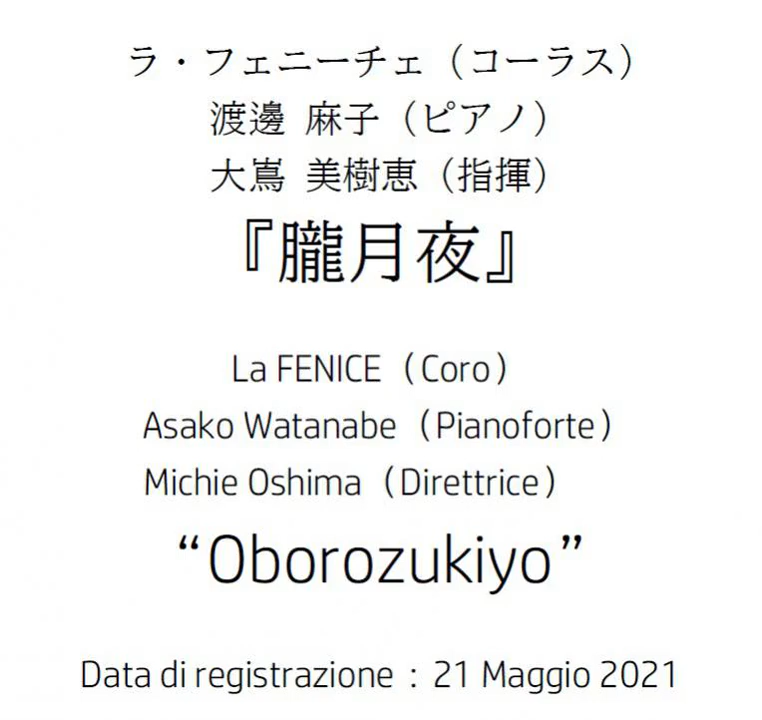 ラ・フェニーチェ（コーラス）
渡邊 麻子（ピアノ）
大嶌 美樹恵（指揮）
『朧月夜』
La FENICE（Coro）
Asako Watanabe（Pianoforte）
Michie Oshima（Direttrice）
“Oborozukiyo”
Data di registrazione：21 Maggio 2021